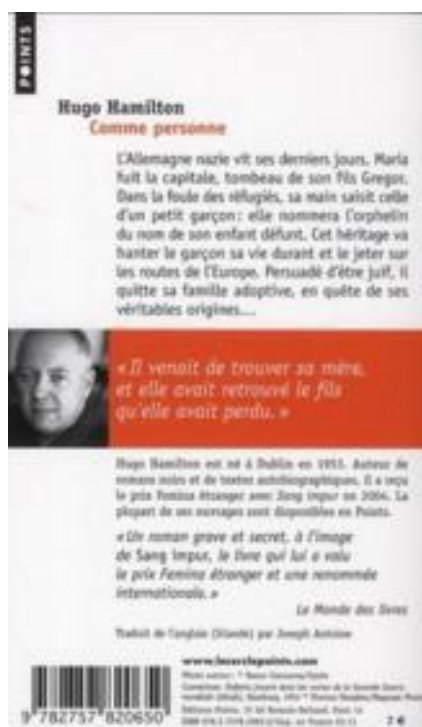 POINTS
Hugo Hamilton
Comme personne
L'Allemagne nazie vit ses derniers jours. Maria
fuit la capitale, tombeau de son fils Gregor.
Dans la foule des réfugiés, sa main saisit celle
d'un petit garçon : elle nommera l'orphelin
du nom de son enfant défunt. Cet héritage va
hanter le garçon sa vie durant et le jeter sur
les routes de l'Europe. Persuadé d'être juif, il
quitte sa famille adoptive, en quête de ses
véritables origines...
« Il venait de trouver sa mère,
et elle avait retrouvé le fils
qu'elle avait perdu. »
Hugo Hamilton est né à Dublin en 1953. Auteur de
romans noirs et de textes autobiographiques. Il a reçu
le prix Femina étranger avec Sang impur en 2004. La
plupart de ses ouvrages sont disponibles en Points.
« Un roman grave et secret, à l'image
de Sang Impur, le livre qui lui a valu
le prix Femina étranger et une renommée
internationale. »
Le Monde des livres
Traduit de l'anglais (Irlande) par Joseph Antoine
www.lecerclepoints.com
9 782757 820650
7 €